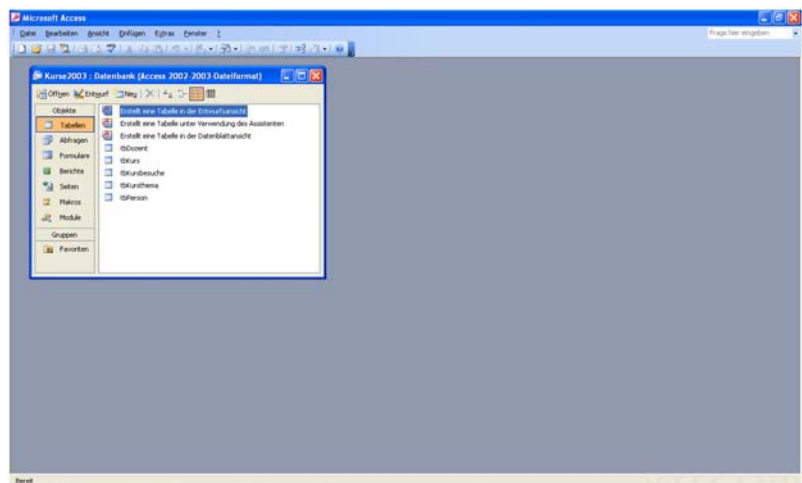 Microsoft Access
Datei Bearbeiten Ansicht Einfügen Extras Fenster ?
Frage hier eingeben
Kurse2003 : Datenbank (Access 2002-2003-Dateiformat)
Öffnen Entwurf Neu
Objekte
Tabellen
Abfragen
Formulare
Berichte
Seiten
Makros
Module
Gruppen
Favoriten
Erstellt eine Tabelle in der Entwurfsansicht
Erstellt eine Tabelle unter Verwendung des Assistenten
Erstellt eine Tabelle in der Datenblattansicht
tblDozent
tblKurs
tblKursbesuche
tblKursthema
tblPerson
Bereit